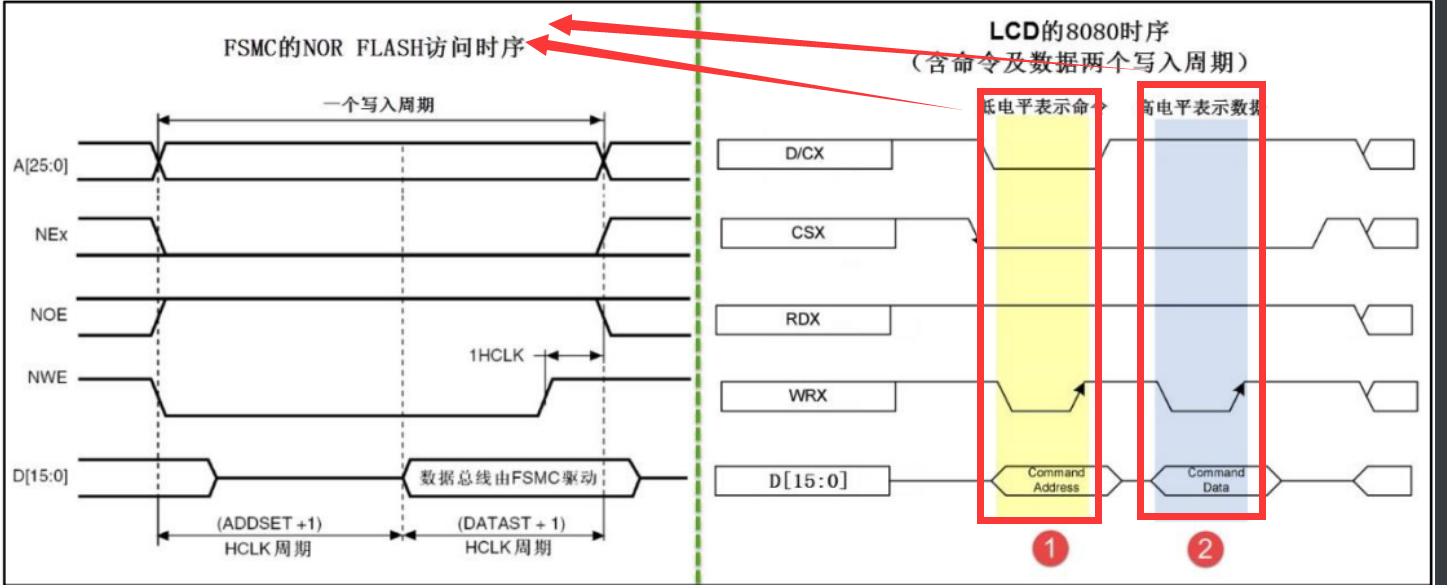 FSMC的NOR FLASH访问时序
一个写入周期
A[25:0]
NEx
NOE
1HCLK
NWE
D[15:0]
数据总线由FSMC驱动
(ADDSET +1)
HCLK 周期
(DATAST + 1)
HCLK 周期
LCD的8080时序
（含命令及数据两个写入周期）
低电平表示命令
高电平表示数据
D/CX
CSX
RDX
WRX
D[15:0]
Command
Address
Command
Data
1
2